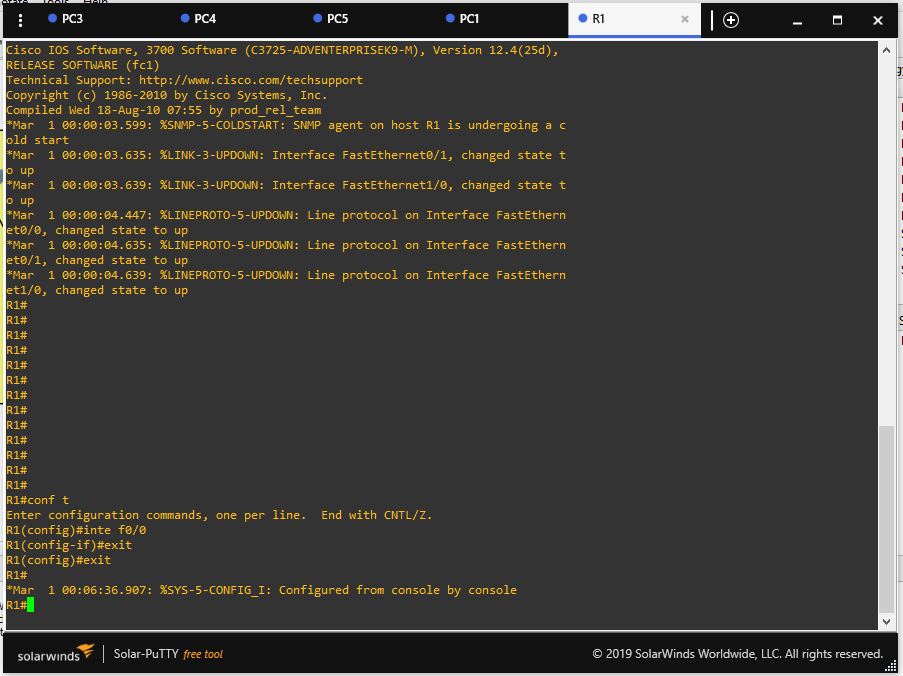 PC3 PC4 PC5 PC1 R1
Cisco IOS Software, 3700 Software (C3725-ADVENTERPRISEK9-M), Version 12.4(25d),
RELEASE SOFTWARE (fc1)
Technical Support: http://www.cisco.com/techsupport
Copyright (c) 1986-2010 by Cisco Systems, Inc.
Compiled Wed 18-Aug-10 07:55 by prod_rel_team
*Mar  1 00:00:03.599: %SNMP-5-COLDSTART: SNMP agent on host R1 is undergoing a c
old start
*Mar  1 00:00:03.635: %LINK-3-UPDOWN: Interface FastEthernet0/1, changed state t
o up
*Mar  1 00:00:03.639: %LINK-3-UPDOWN: Interface FastEthernet1/0, changed state t
o up
*Mar  1 00:00:04.447: %LINEPROTO-5-UPDOWN: Line protocol on Interface FastEthern
et0/0, changed state to up
*Mar  1 00:00:04.635: %LINEPROTO-5-UPDOWN: Line protocol on Interface FastEthern
et0/1, changed state to up
*Mar  1 00:00:04.639: %LINEPROTO-5-UPDOWN: Line protocol on Interface FastEthern
et1/0, changed state to up
R1#
R1#
R1#
R1#
R1#
R1#
R1#
R1#
R1#
R1#
R1#
R1#
R1#
R1#conf t
Enter configuration commands, one per line.  End with CNTL/Z.
R1(config)#inte f0/0
R1(config-if)#exit
R1(config)#exit
R1#
*Mar  1 00:06:36.907: %SYS-5-CONFIG_I: Configured from console by console
R1#
solarwinds Solar-PuTTY free tool © 2019 SolarWinds Worldwide, LLC. All rights reserved.